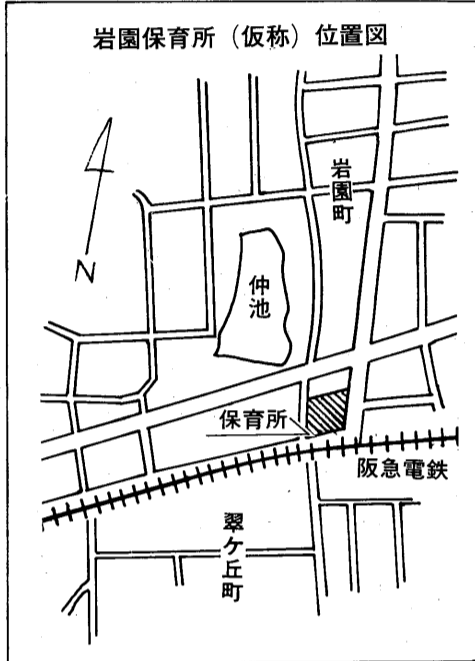 岩園保育所（仮称）位置図
岩園町
N
仲池
保育所
阪急電鉄
翠ケ丘町